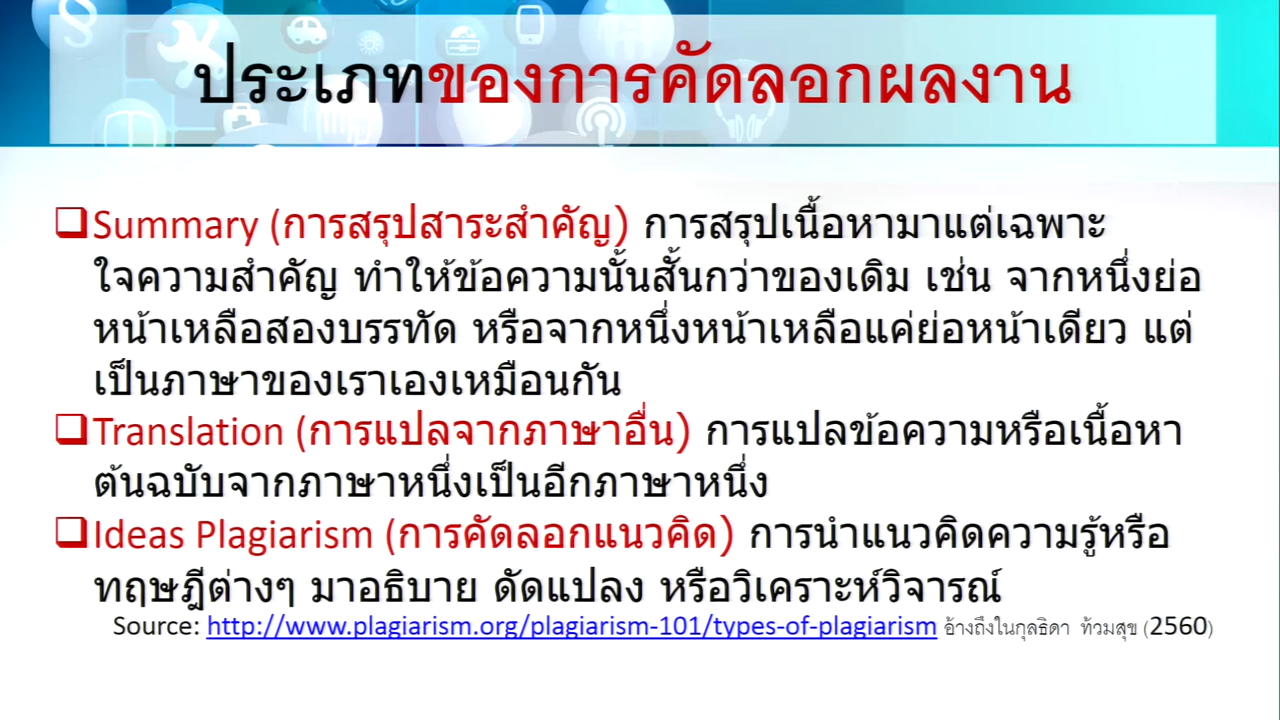 ประเภทของการคัดลอกผลงาน
❑Summary (การสรุปสาระสำคัญ) การสรุปเนื้อหามาแต่เฉพาะ
ใจความสำคัญ ทำให้ข้อความนั้นสั้นกว่าของเดิม เช่น จากหนึ่งย่อ
หน้าเหลือสองบรรทัด หรือจากหนึ่งหน้าเหลือแค่ย่อหน้าเดียว แต่
เป็นภาษาของเราเองเหมือนกัน
❑Translation (การแปลจากภาษาอื่น) การแปลข้อความหรือเนื้อหา
ต้นฉบับจากภาษาหนึ่งเป็นอีกภาษาหนึ่ง
❑Ideas Plagiarism (การคัดลอกแนวคิด) การนำแนวคิดความรู้หรือ
ทฤษฎีต่างๆ มาอธิบาย ดัดแปลง หรือวิเคราะห์วิจารณ์
Source: http://www.plagiarism.org/plagiarism-101/types-of-plagiarism อ้างถึงในกุลธิดา ท้วมสุข (2560)